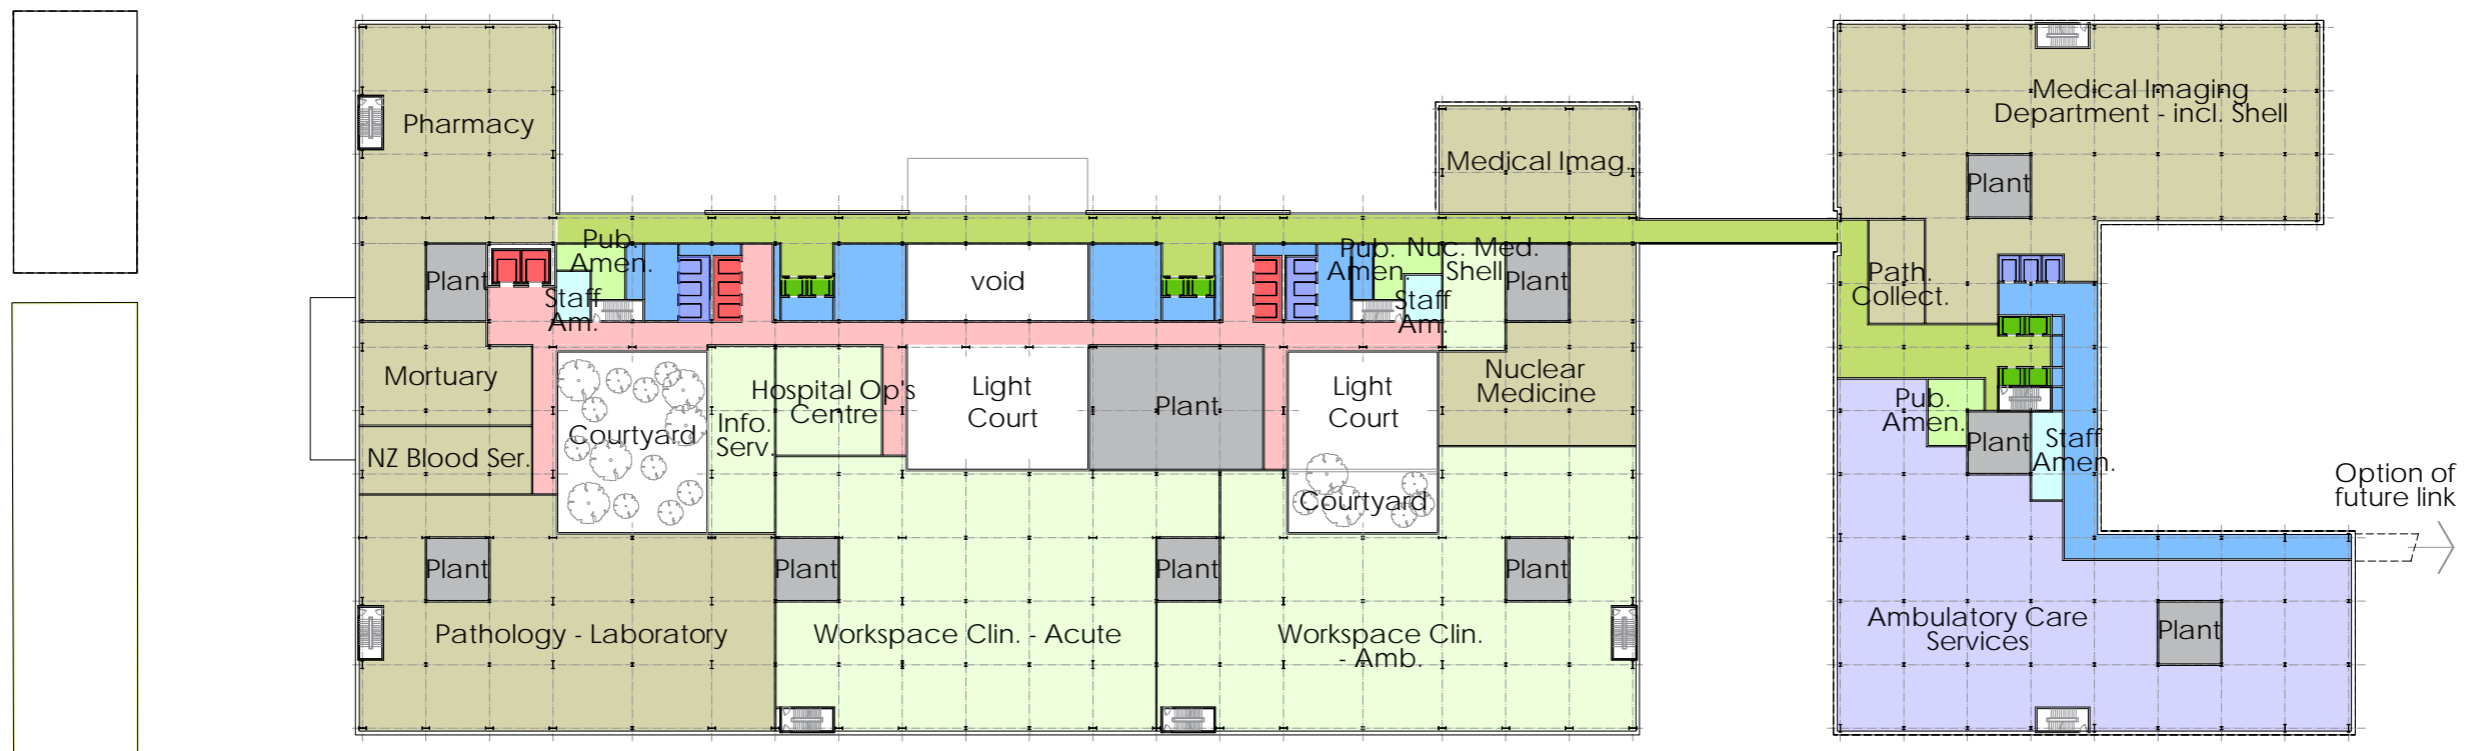 Pharmacy
Medical Imag.
Medical Imaging
Department - incl. Shell
Plant
Pub.
Amen.
Plant
Staff
Am.
void
Pub.
Amen.
Nuc. Med.
Shell
Staff
Am.
Plant
Path.
Collect.
Mortuary
NZ Blood Ser.
Courtyard
Info.
Serv.
Hospital Op's
Centre
Light
Court
Plant
Light
Court
Courtyard
Nuclear
Medicine
Pub.
Amen.
Plant
Staff
Amen.
Option of
future link
Plant
Plant
Plant
Plant
Pathology - Laboratory
Workspace Clin. - Acute
Workspace Clin.
- Amb.
Ambulatory Care
Services
Plant